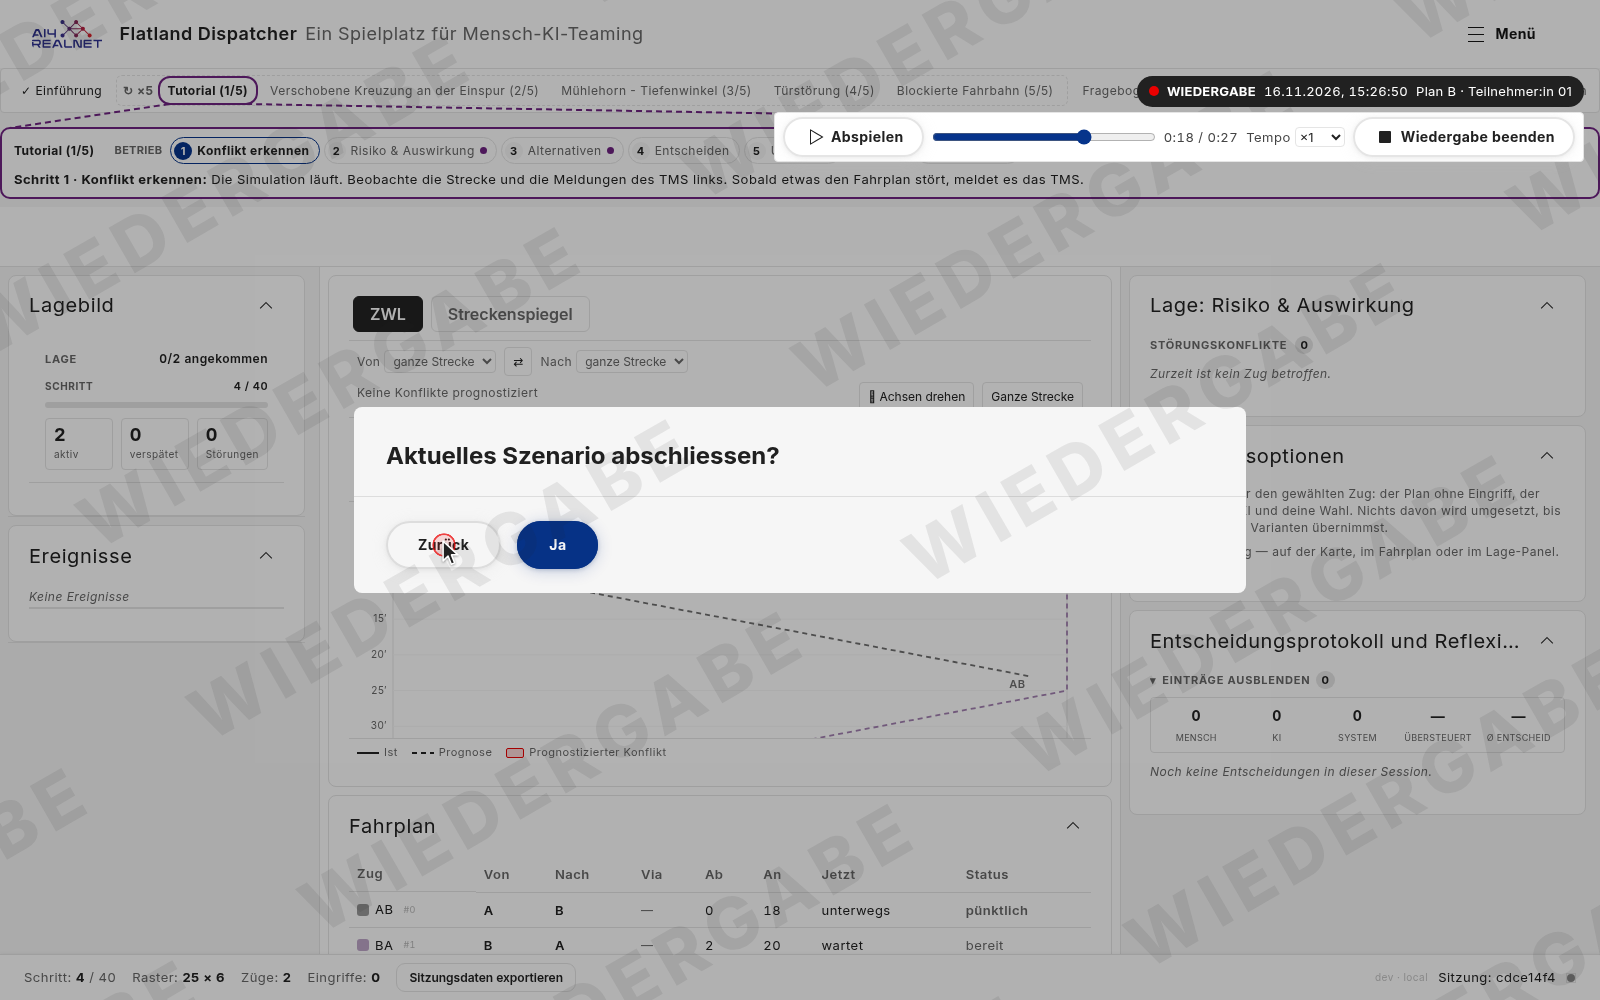 AI4
REALNET
Flatland Dispatcher Ein Spielplatz für Mensch-KI-Teaming
Menü
✓ Einführung
↻ ×5
Tutorial (1/5)
Verschobene Kreuzung an der Einspur (2/5)
Mühlehorn - Tiefenwinkel (3/5)
Türstörung (4/5)
Blockierte Fahrbahn (5/5)
WIEDERGABE 16.11.2026, 15:26:50 Plan B · Teilnehmer:in 01
Abspielen
0:18 / 0:27
Tempo
×1
Wiedergabe beenden
Tutorial (1/5)
BETRIEB
1 Konflikt erkennen
2 Risiko & Auswirkung
3 Alternativen
4 Entscheiden
5
Schritt 1 · Konflikt erkennen: Die Simulation läuft. Beobachte die Strecke und die Meldungen des TMS links. Sobald etwas den Fahrplan stört, meldet es das TMS.
Lagebild
LAGE
0/2 angekommen
SCHRITT
4 / 40
2
aktiv
0
verspätet
0
Störungen
Ereignisse
Keine Ereignisse
ZWL
Streckenspiegel
Von
ganze Strecke
⇄
Nach
ganze Strecke
Keine Konflikte prognostiziert
Achsen drehen
Ganze Strecke
Aktuelles Szenario abschliessen?
Zurück
Ja
15'
20'
25'
30'
AB
Ist
Prognose
Prognostizierter Konflikt
Fahrplan
Zug Von Nach Via Ab An Jetzt Status
AB #0 A B — 0 18 unterwegs pünktlich
BA #1 B A — 2 20 wartet bereit
Lage: Risiko & Auswirkung
STÖRUNGSKONFLIKTE 0
Zurzeit ist kein Zug betroffen.
soptionen
den gewählten Zug: der Plan ohne Eingriff, der
und deine Wahl. Nichts davon wird umgesetzt, bis
Varianten übernimmst.
— auf der Karte, im Fahrplan oder im Lage-Panel.
Entscheidungsprotokoll und Reflexi...
▾ EINTRÄGE AUSBLENDEN 0
0
MENSCH
0
KI
0
SYSTEM
—
ÜBERSTEUERT
—
Ø ENTSCHEID
Noch keine Entscheidungen in dieser Session.
Schritt: 4 / 40
Raster: 25 × 6
Züge: 2
Eingriffe: 0
Sitzungsdaten exportieren
dev · local
Sitzung: cdce14f4
WIEDERGABE